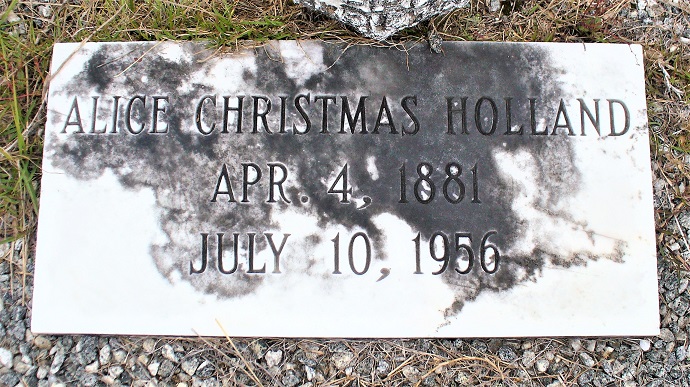 ALICE CHRISTMAS HOLLAND
APR. 4, 1881
JULY 10, 1956